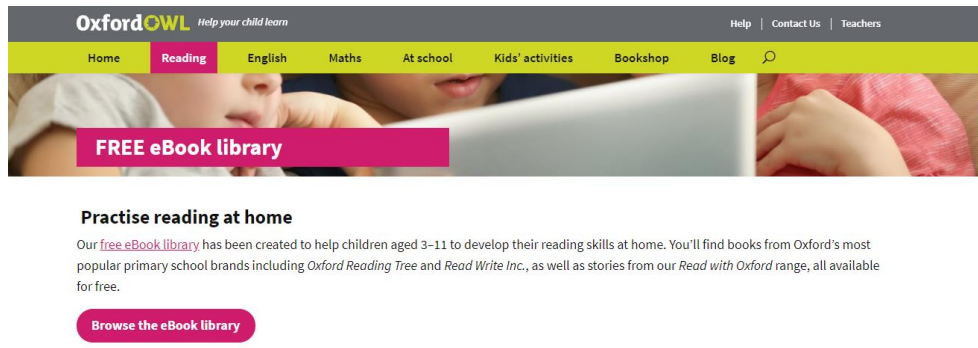 OxfordOWL Help your child learn
Help | Contact Us | Teachers
Home Reading English Maths At school Kids' activities Bookshop Blog
FREE eBook library
Practise reading at home
Our free eBook library has been created to help children aged 3–11 to develop their reading skills at home. You'll find books from Oxford's most
popular primary school brands including Oxford Reading Tree and Read Write Inc., as well as stories from our Read with Oxford range, all available
for free.
Browse the eBook library